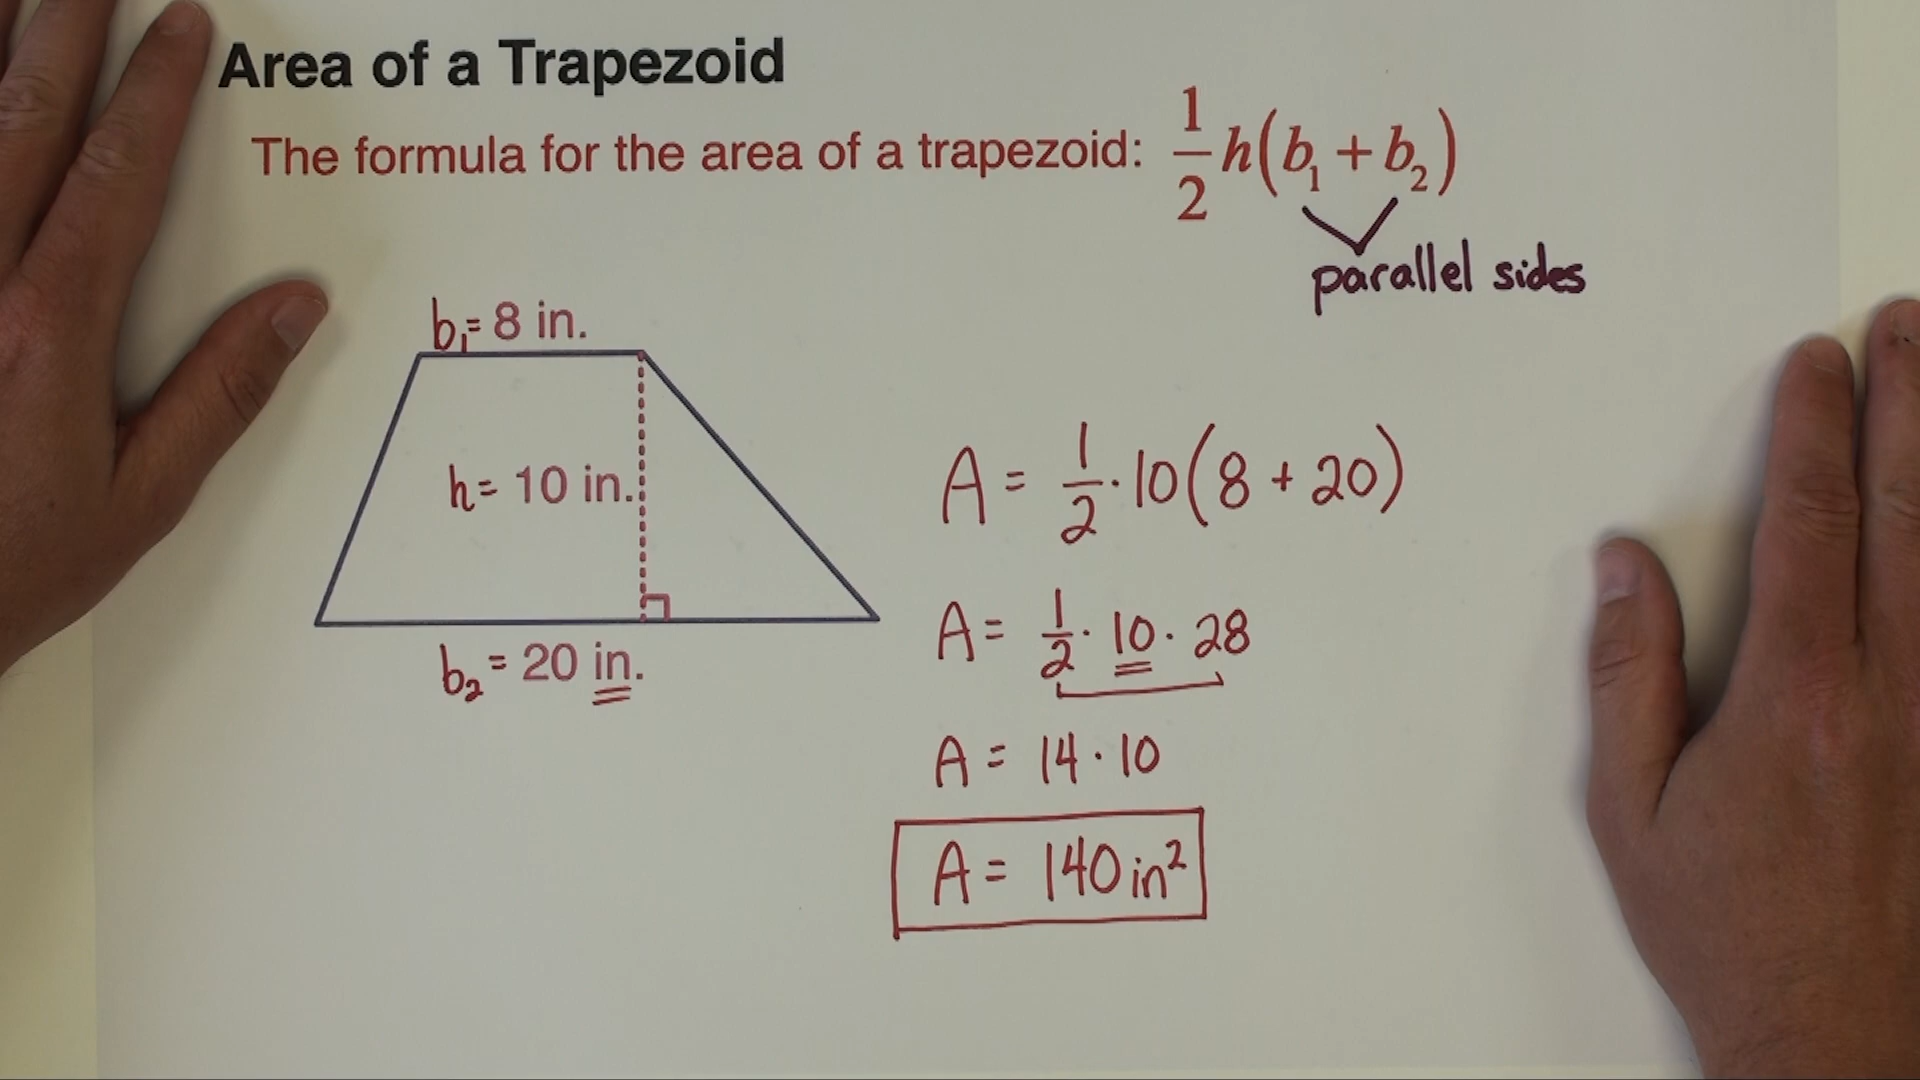 Area of a Trapezoid
The formula for the area of a trapezoid: 1/2 h(b₁ + b₂)
parallel sides
b₁= 8 in.
h= 10 in.
b₂ = 20 in.
A = 1/2 · 10(8 + 20)
A = 1/2 · 10 · 28
A = 14 · 10
A = 140 in²